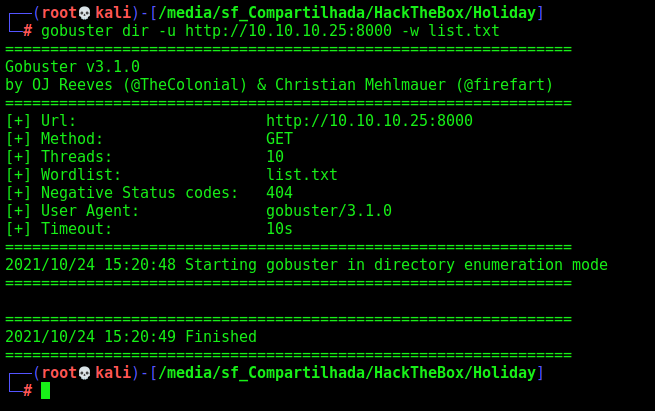 ┌──(root💀kali)-[/media/sf_Compartilhada/HackTheBox/Holiday]
└─# gobuster dir -u http://10.10.10.25:8000 -w list.txt
===============================================================
Gobuster v3.1.0
by OJ Reeves (@TheColonial) & Christian Mehlmauer (@firefart)
===============================================================
[+] Url:                     http://10.10.10.25:8000
[+] Method:                  GET
[+] Threads:                 10
[+] Wordlist:                list.txt
[+] Negative Status codes:   404
[+] User Agent:              gobuster/3.1.0
[+] Timeout:                 10s
===============================================================
2021/10/24 15:20:48 Starting gobuster in directory enumeration mode
===============================================================

===============================================================
2021/10/24 15:20:49 Finished
===============================================================
┌──(root💀kali)-[/media/sf_Compartilhada/HackTheBox/Holiday]
└─#